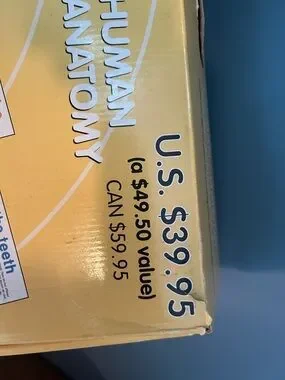 HUMAN
ANATOMY
U.S. $39.95
(a $49.50 value)
CAN $59.95
teeth